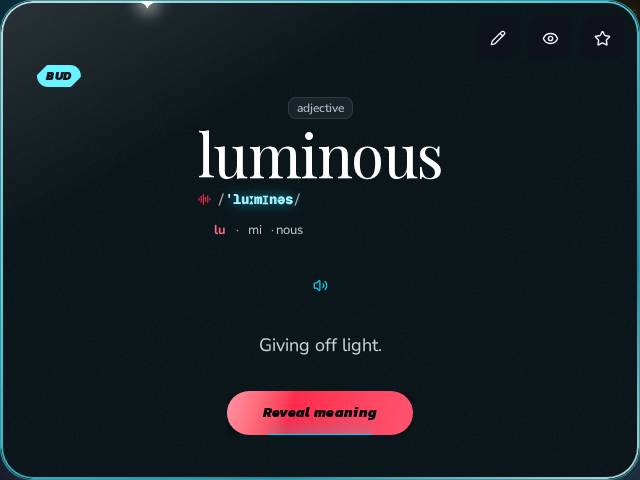 BUD
adjective
luminous
/ˈluːmɪnəs/
lu · mi · nous
Giving off light.
Reveal meaning